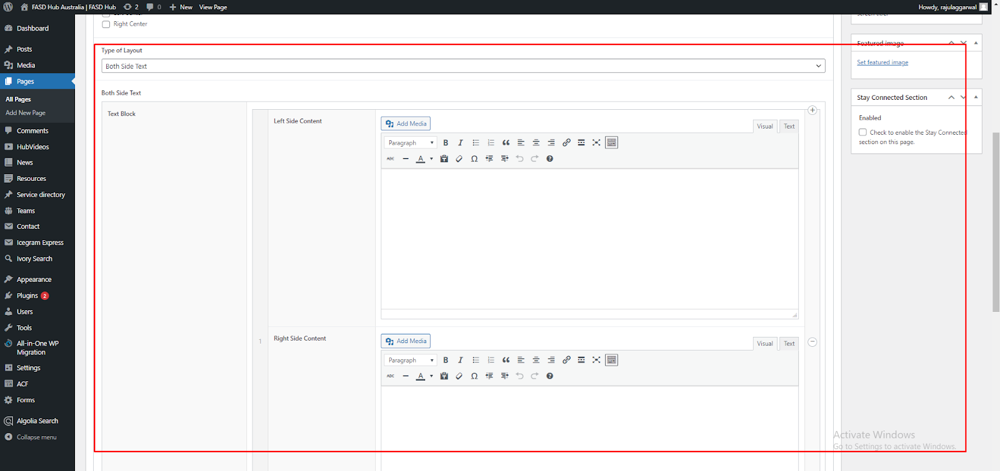 FASD Hub Australia | FASD Hub 2 0 New View Page Howdy, rajulaggarwal
Dashboard
Posts
Media
Pages
All Pages
Add New Page
Comments
HubVideos
News
Resources
Service directory
Teams
Contact
Icegram Express
Ivory Search
Appearance
Plugins 2
Users
Tools
All-in-One WP
Migration
Settings
ACF
Forms
Algolia Search
Collapse menu
Right Center
Type of Layout
Both Side Text
Both Side Text
Text Block
1
Left Side Content
Add Media
Visual Text
Paragraph B I
ABC A Ω
Right Side Content
Add Media
Visual Text
Paragraph B I
ABC A Ω
Featured image
Set featured image
Stay Connected Section
Enabled
Check to enable the Stay Connected
section on this page.
Activate Windows
Go to Settings to activate Windows.